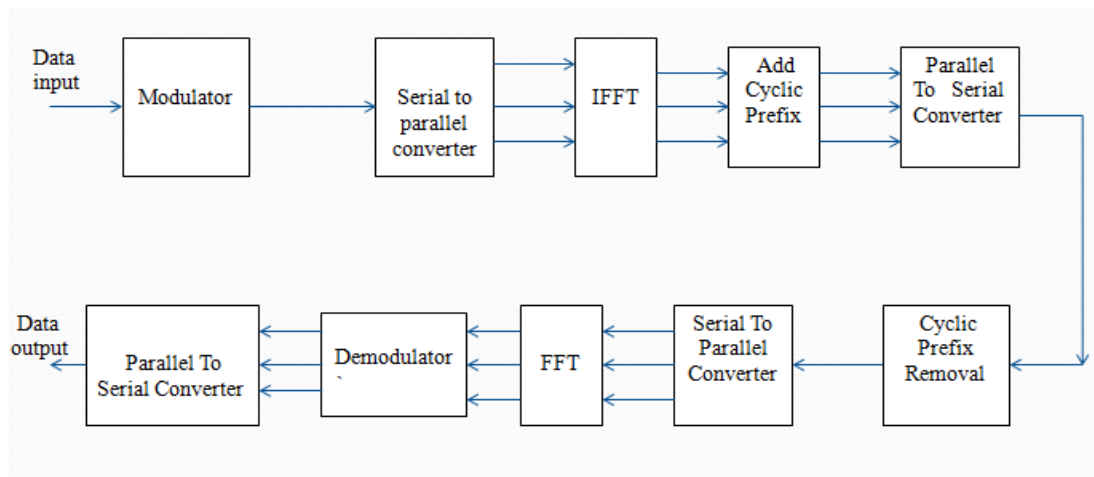 Data
input
Modulator
Serial to
parallel
converter
IFFT
Add
Cyclic
Prefix
Parallel
To Serial
Converter
Data
output
Parallel To
Serial Converter
Demodulator
`
FFT
Serial To
Parallel
Converter
Cyclic
Prefix
Removal